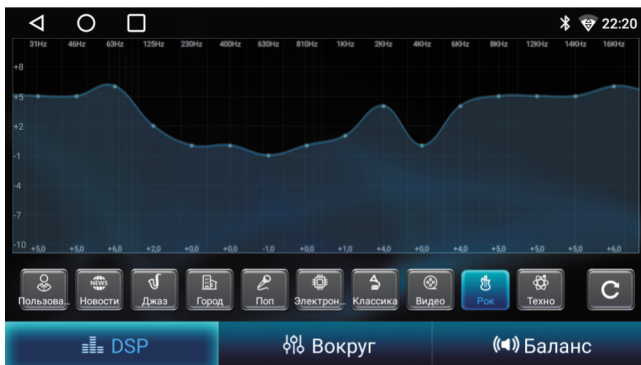 22:20
31Hz 46Hz 63Hz 125Hz 230Hz 400Hz 630Hz 810Hz 1KHz 2KHz 4KHz 6KHz 8KHz 12KHz 14KHz 16KHz
+8
+5
+2
-1
-4
-7
-10
+5,0 +5,0 +6,0 +2,0 +0,0 +0,0 -1,0 +0,0 +1,0 +4,0 +0,0 +4,0 +5,0 +5,0 +5,0 +6,0
NEWS
Пользова... Новости Джаз Город Поп Электрон... Классика Видео Рок Техно
DSP Вокруг Баланс